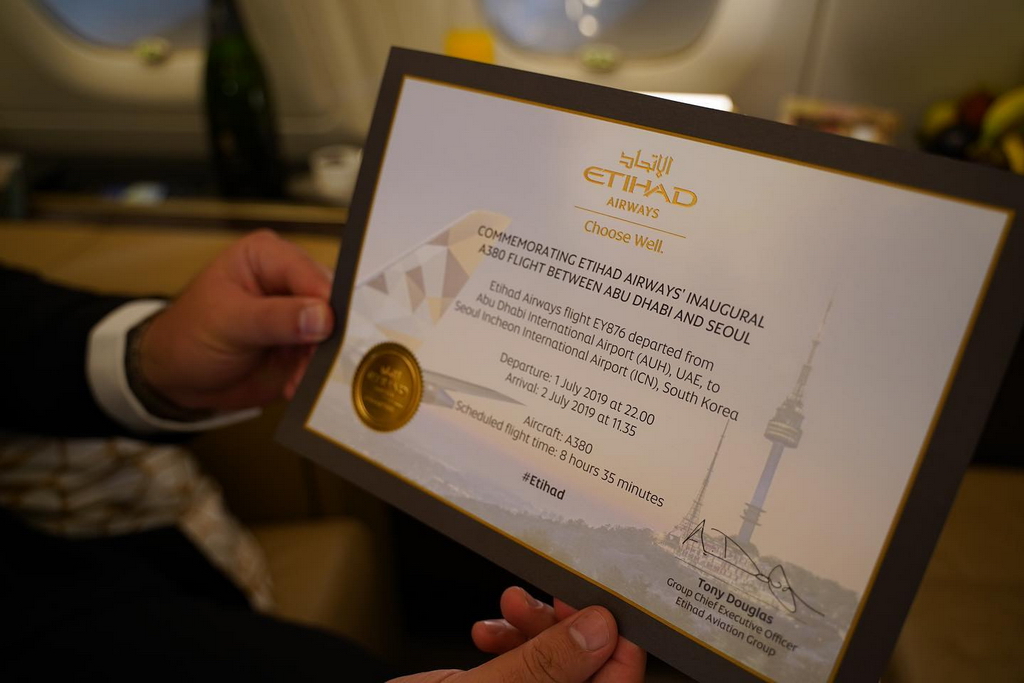 الإتحاد
ETIHAD
AIRWAYS
Choose Well.
COMMEMORATING ETIHAD AIRWAYS' INAUGURAL
A380 FLIGHT BETWEEN ABU DHABI AND SEOUL
Etihad Airways flight EY876 departed from
Abu Dhabi International Airport (AUH), UAE, to
Seoul Incheon International Airport (ICN), South Korea
Departure: 1 July 2019 at 22.00
Arrival: 2 July 2019 at 11.35
Aircraft: A380
Scheduled flight time: 8 hours 35 minutes
#Etihad
Tony Douglas
Group Chief Executive Officer
Etihad Aviation Group
ETIHAD